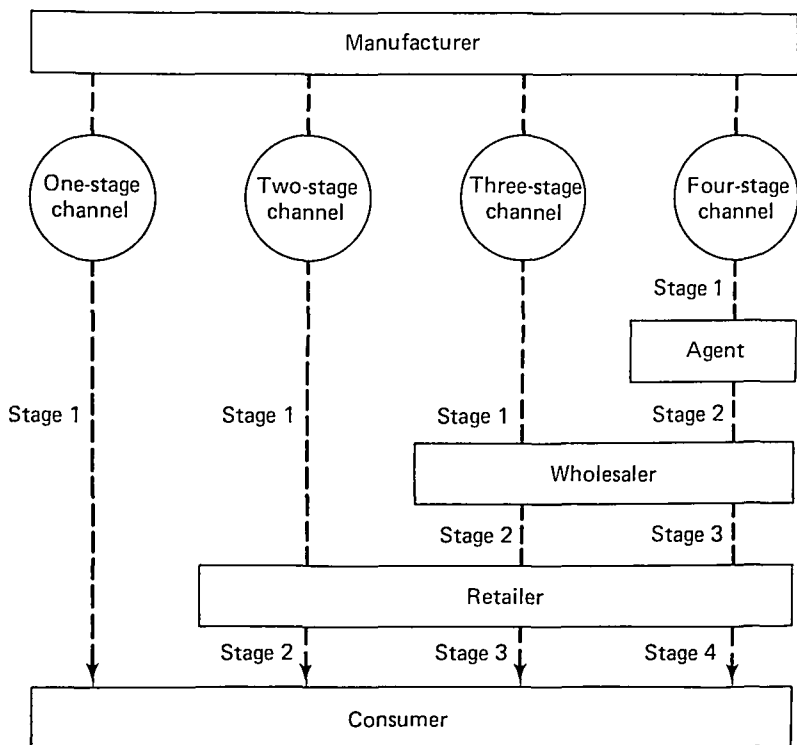 Manufacturer
One-stage
channel
Two-stage
channel
Three-stage
channel
Four-stage
channel
Stage 1
Agent
Stage 1
Stage 1
Stage 1
Stage 2
Wholesaler
Stage 2
Stage 3
Retailer
Stage 2
Stage 3
Stage 4
Consumer